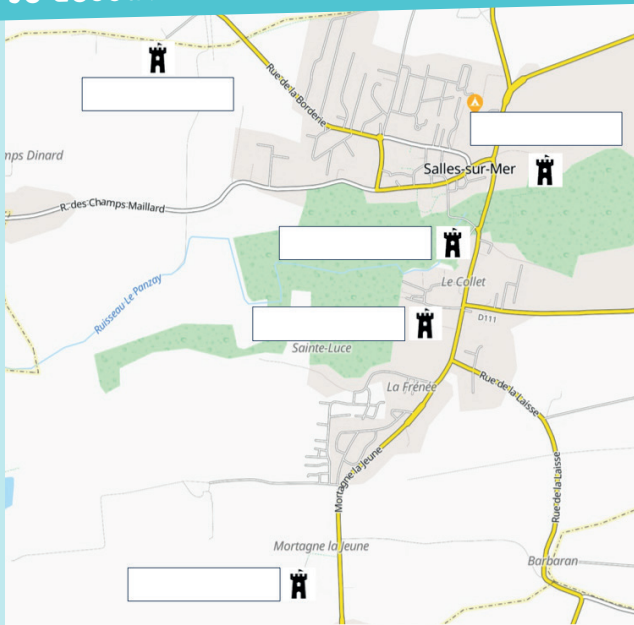 Rue de la Borderie
mps Dinard
Salles-sur-Mer
R. des Champs Maillard
Le Collet
Ruisseau Le Panzay
D111
Sainte-Luce
La Frénée
Rue de la Laisse
Mortagne la Jeune
Rue de la Laisse
Mortagne la Jeune
Barbaran